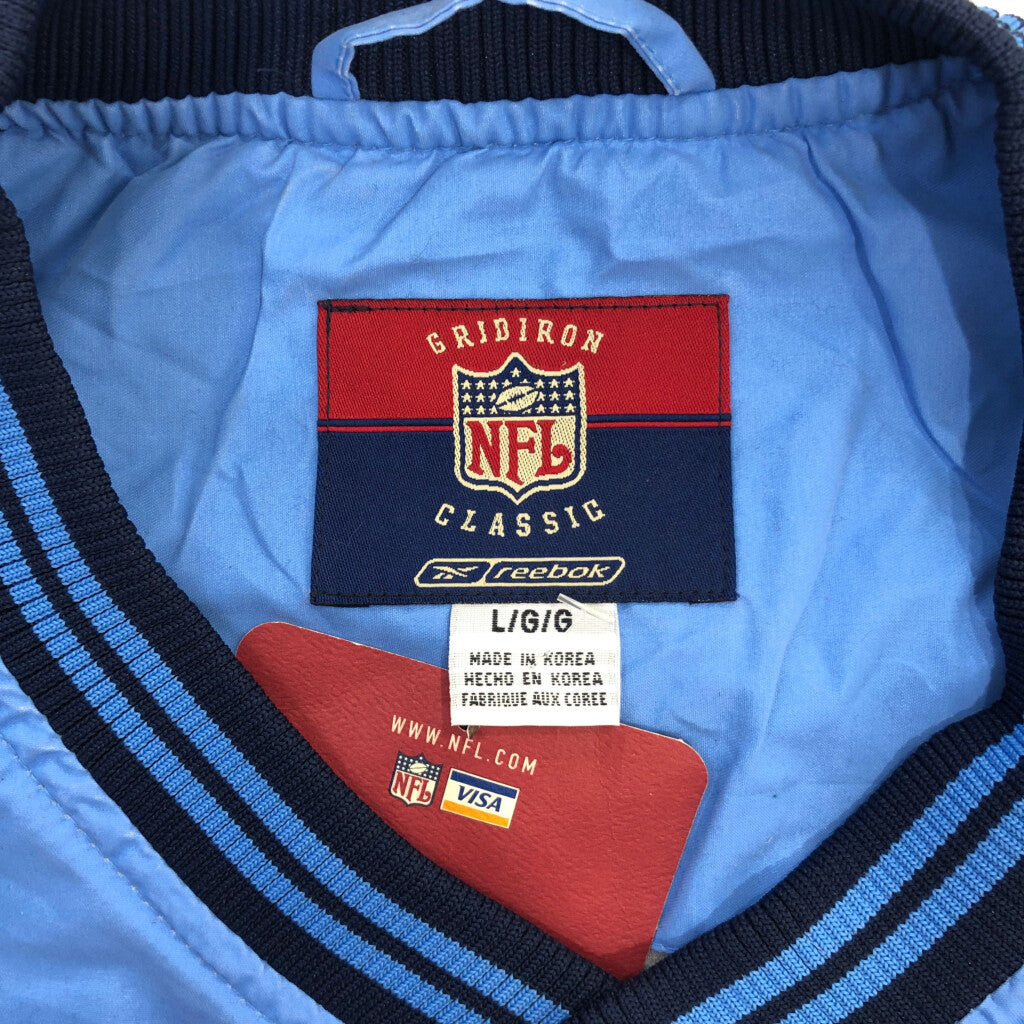 GRIDIRON
NFL
CLASSIC
reebok
L/G/G
MADE IN KOREA
HECHO EN KOREA
FABRIQUE AUX COREE
WWW.NFL.COM
NFL VISA